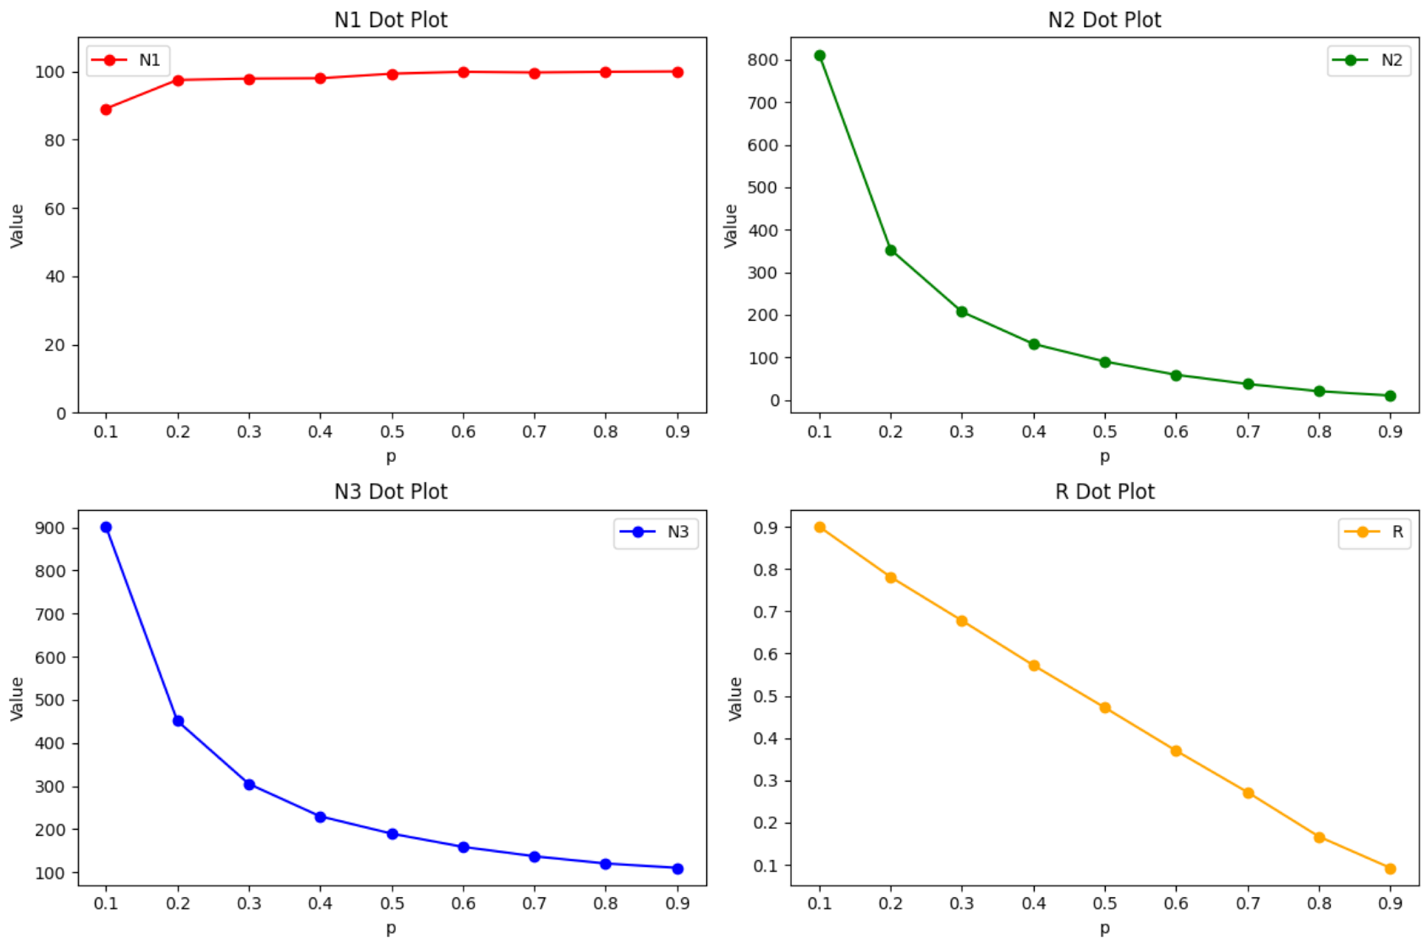 N1 Dot Plot
N1
Value
100
80
60
40
20
0
0.1 0.2 0.3 0.4 0.5 0.6 0.7 0.8 0.9
p
N2 Dot Plot
N2
Value
800
700
600
500
400
300
200
100
0
0.1 0.2 0.3 0.4 0.5 0.6 0.7 0.8 0.9
p
N3 Dot Plot
N3
Value
900
800
700
600
500
400
300
200
100
0.1 0.2 0.3 0.4 0.5 0.6 0.7 0.8 0.9
p
R Dot Plot
R
Value
0.9
0.8
0.7
0.6
0.5
0.4
0.3
0.2
0.1
0.1 0.2 0.3 0.4 0.5 0.6 0.7 0.8 0.9
p